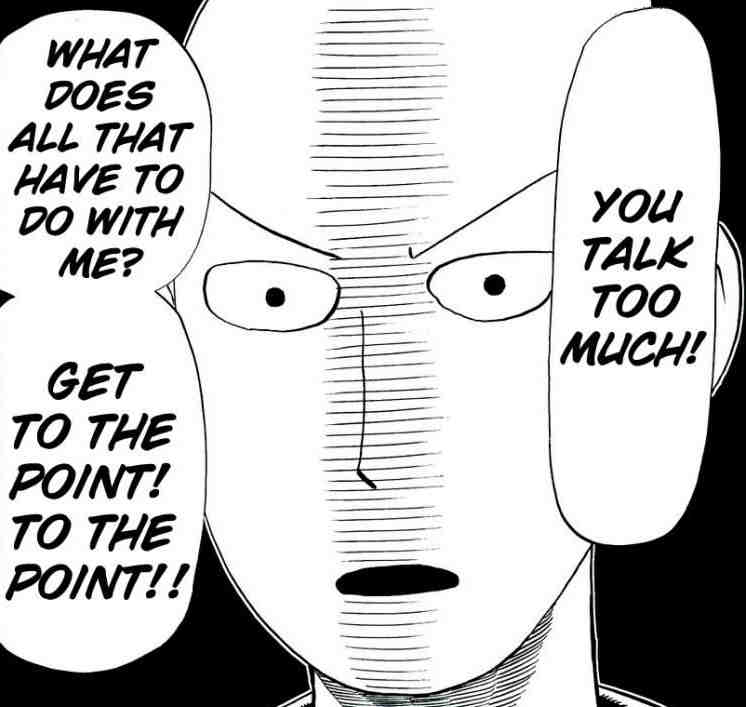 YOU
TALK
TOO
MUCH!
WHAT
DOES
ALL THAT
HAVE TO
DO WITH
ME?
GET
TO THE
POINT!
TO THE
POINT!!